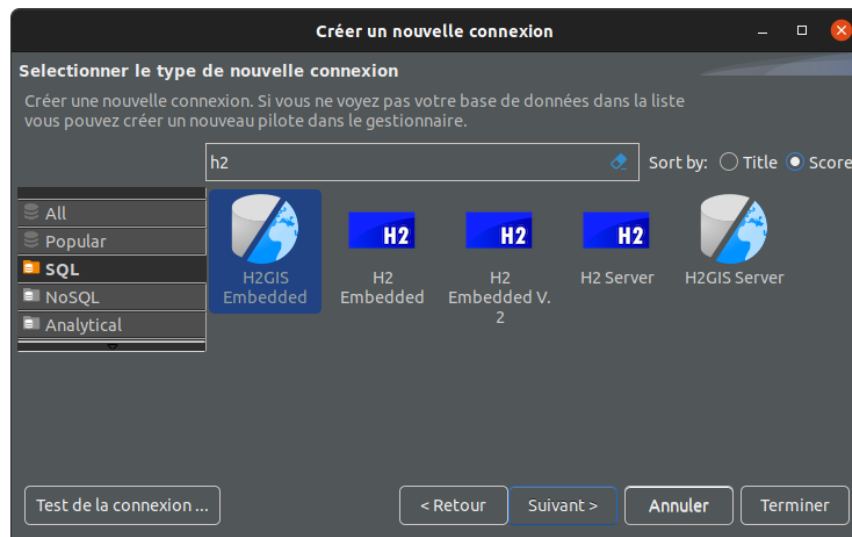 Créer un nouvelle connexion
Selectionner le type de nouvelle connexion
Créer une nouvelle connexion. Si vous ne voyez pas votre base de données dans la liste
vous pouvez créer un nouveau pilote dans le gestionnaire.
h2
Sort by: Title Score
All
Popular
SQL
NoSQL
Analytical
H2GIS
Embedded
H2
H2
Embedded
H2
H2
Embedded V.
2
H2
H2 Server
H2GIS Server
Test de la connexion ...
< Retour
Suivant >
Annuler
Terminer